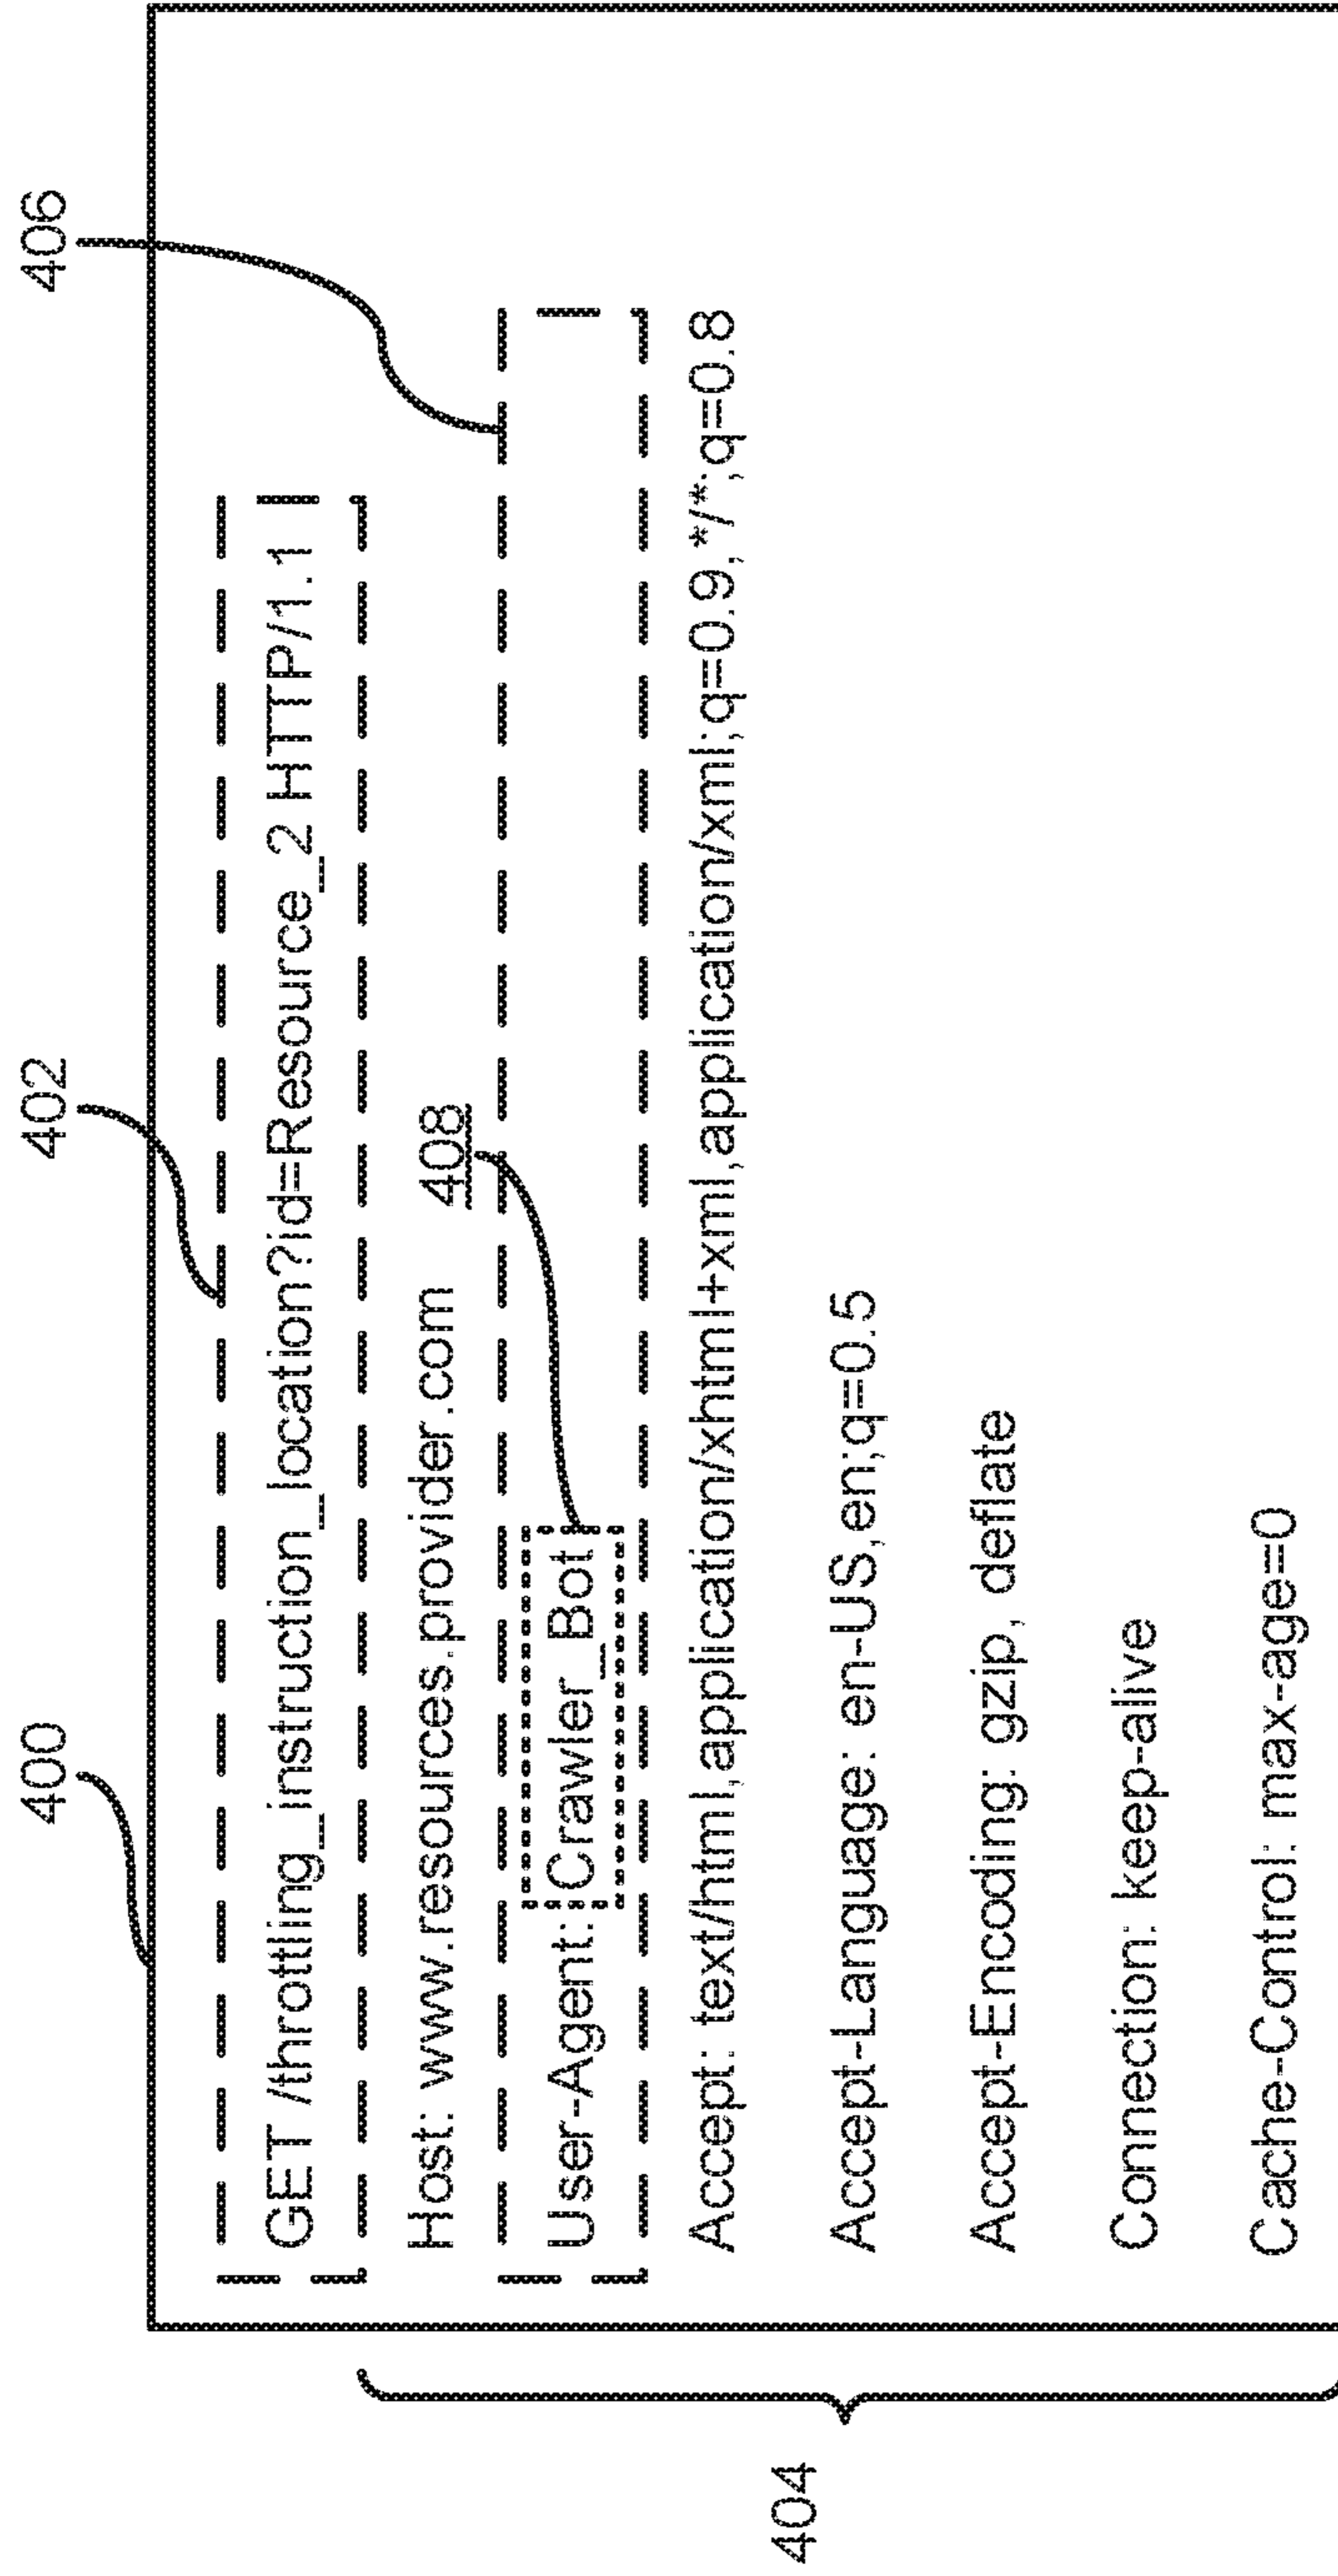 400
402
406
GET /throttling_instruction_location?id=Resource_2 HTTP/1.1
Host: www.resources.provider.com
408
User-Agent: Crawler_Bot
Accept: text/html,application/xhtml+xml,application/xml;q=0.9,*/*;q=0.8
Accept-Language: en-US,en;q=0.5
Accept-Encoding: gzip, deflate
Connection: keep-alive
Cache-Control: max-age=0
404